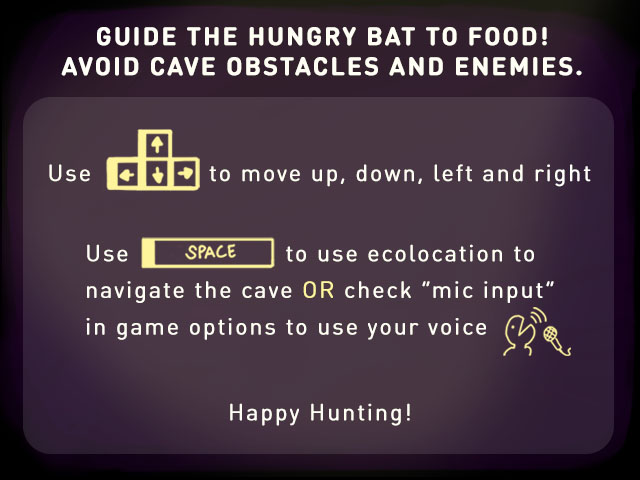 GUIDE THE HUNGRY BAT TO FOOD!
AVOID CAVE OBSTACLES AND ENEMIES.
Use to move up, down, left and right
Use SPACE to use ecolocation to
navigate the cave OR check “mic input”
in game options to use your voice
Happy Hunting!